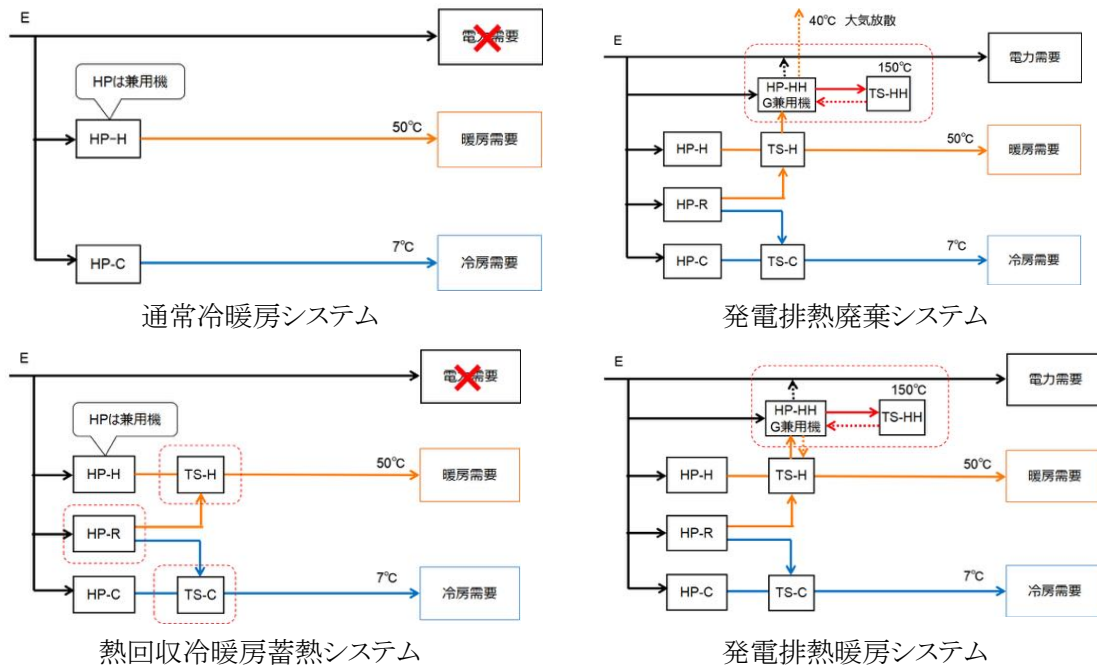 E
電力需要
HPは兼用機
HP-H
50℃
暖房需要
HP-C
7℃
冷房需要
通常冷暖房システム
40℃ 大気放散
E
電力需要
150℃
HP-HH
G兼用機
TS-HH
50℃
HP-H
TS-H
暖房需要
HP-R
7℃
HP-C
TS-C
冷房需要
発電排熱廃棄システム
E
電力需要
HPは兼用機
HP-H
TS-H
50℃
暖房需要
HP-R
7℃
HP-C
TS-C
冷房需要
熱回収冷暖房蓄熱システム
E
電力需要
150℃
HP-HH
G兼用機
TS-HH
HP-H
TS-H
50℃
暖房需要
HP-R
7℃
HP-C
TS-C
冷房需要
発電排熱暖房システム